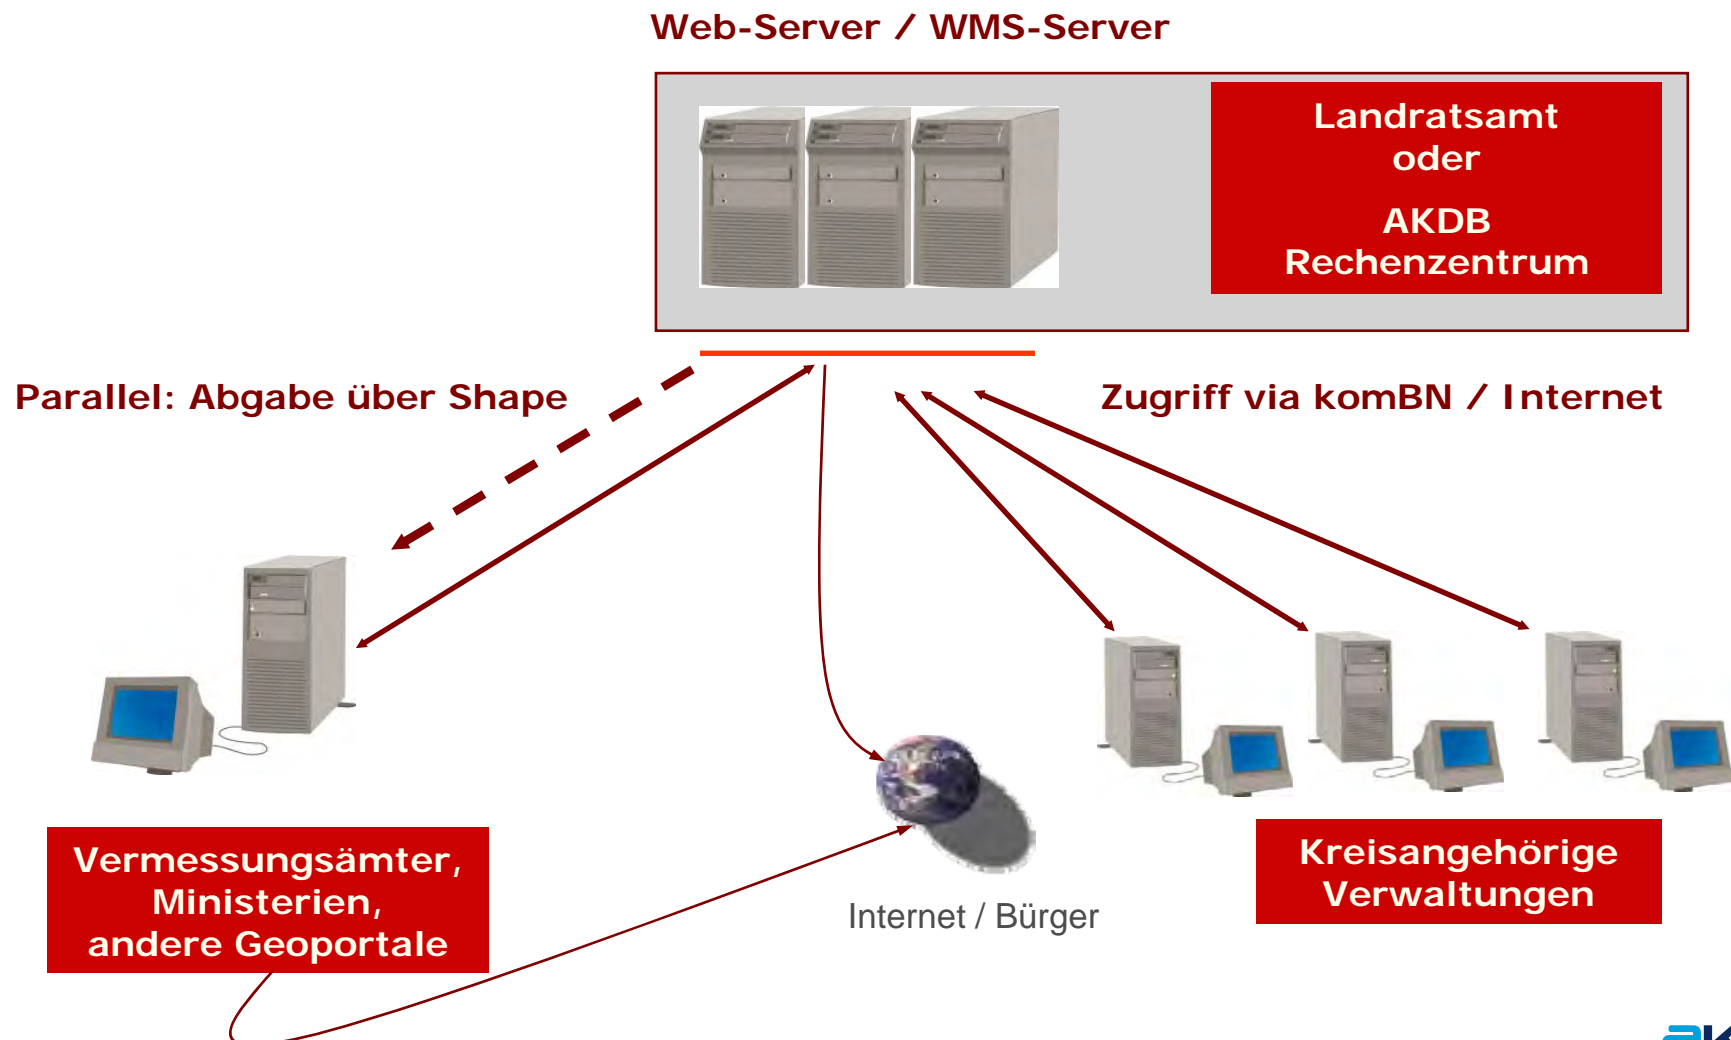 Web-Server / WMS-Server
Landratsamt
oder
AKDB
Rechenzentrum
Parallel: Abgabe über Shape
Zugriff via komBN / Internet
Vermessungsämter,
Ministerien,
andere Geoportale
Internet / Bürger
Kreisangehörige
Verwaltungen